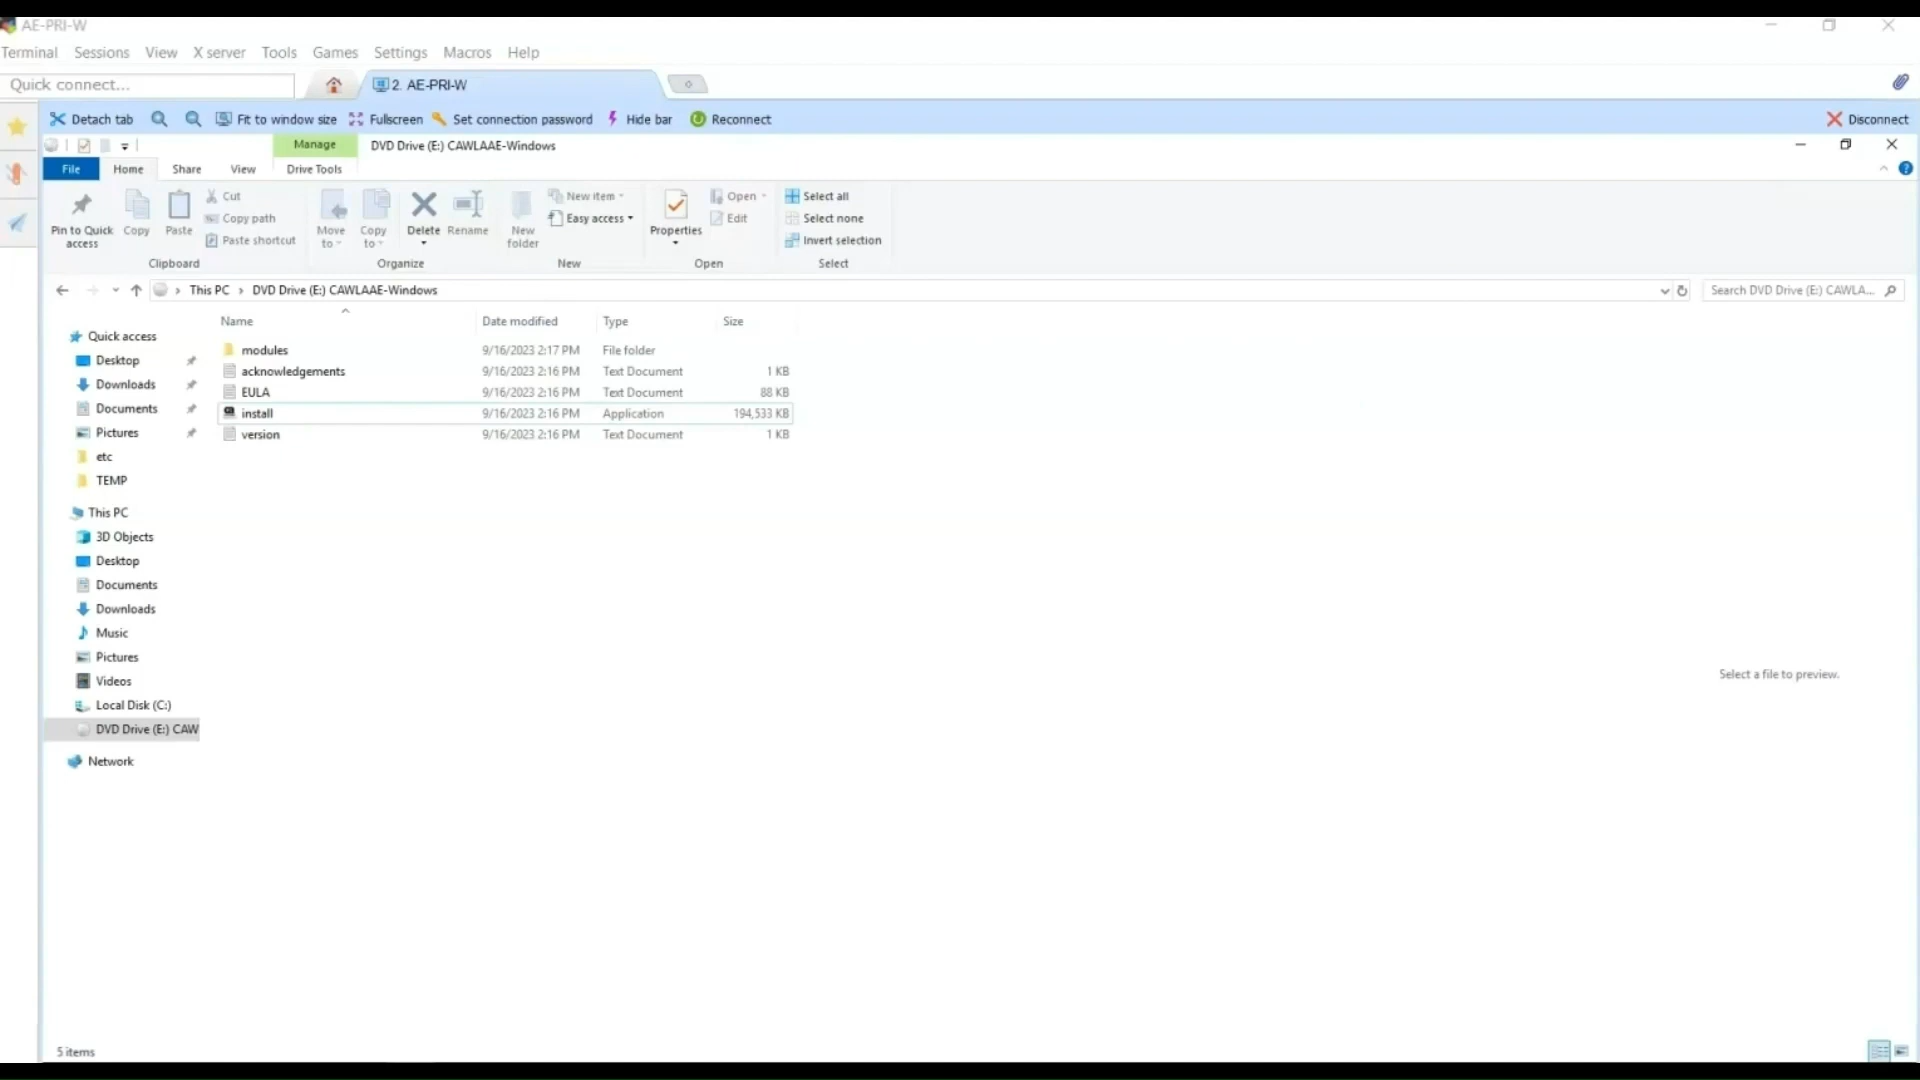 AE-PRI-W
Terminal Sessions View X server Tools Games Settings Macros Help
Quick connect...
2. AE-PRI-W
Detach tab Fit to window size Fullscreen Set connection password Hide bar Reconnect Disconnect
Manage DVD Drive (E:) CAWLAAE-Windows
File Home Share View Drive Tools
Pin to Quick access
Copy
Paste
Cut
Copy path
Paste shortcut
Move to
Copy to
Delete
Rename
New folder
New item
Easy access
Properties
Open
Edit
Select all
Select none
Invert selection
Clipboard Organize New Open Select
This PC › DVD Drive (E:) CAWLAAE-Windows
Search DVD Drive (E:) CAWLA...
Name Date modified Type Size
modules 9/16/2023 2:17 PM File folder
acknowledgements 9/16/2023 2:16 PM Text Document 1 KB
EULA 9/16/2023 2:16 PM Text Document 88 KB
install 9/16/2023 2:16 PM Application 194,533 KB
version 9/16/2023 2:16 PM Text Document 1 KB
Quick access
Desktop
Downloads
Documents
Pictures
etc
TEMP
This PC
3D Objects
Desktop
Documents
Downloads
Music
Pictures
Videos
Local Disk (C:)
DVD Drive (E:) CAW
Network
Select a file to preview.
5 items